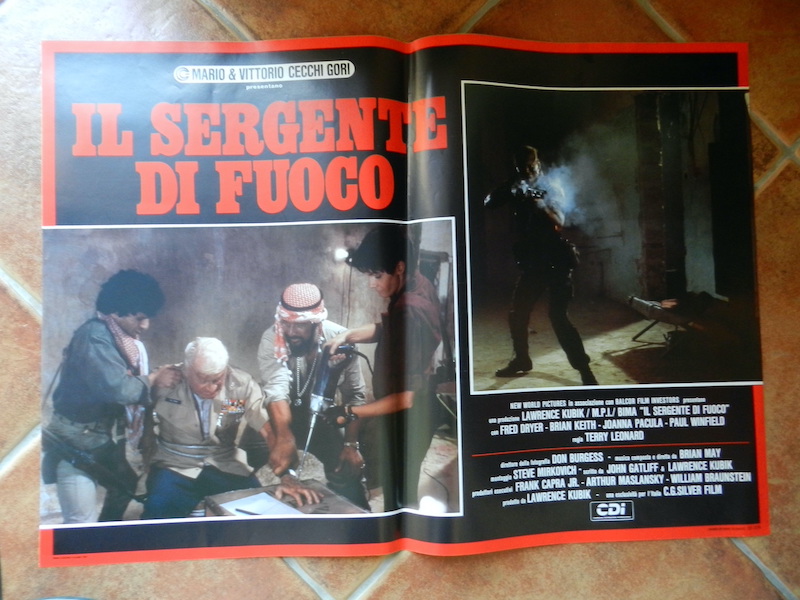 MARIO & VITTORIO CECCHI GORI
presentano
IL SERGENTE
DI FUOCO
NEW WORLD PICTURES in associazione con BALCOR FILM INVESTORS presentano
una produzione LAWRENCE KUBIK / M.P.I./ BIMA "IL SERGENTE DI FUOCO"
con FRED DRYER - BRIAN KEITH - JOANNA PACULA - PAUL WINFIELD
regia TERRY LEONARD
direttore della fotografia DON BURGESS - musica composta e diretta da BRIAN MAY
montaggio STEVE MIRKOVICH - scritto da JOHN GATLIFF e LAWRENCE KUBIK
produttori esecutivi FRANK CAPRA JR. - ARTHUR MASLANSKY - WILLIAM BRAUNSTEIN
prodotto da LAWRENCE KUBIK - una esclusività per l'Italia C.G. SILVER FILM
CDI